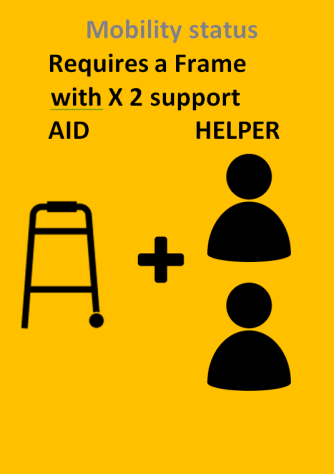 Mobility status
Requires a Frame
with X 2 support
AID HELPER